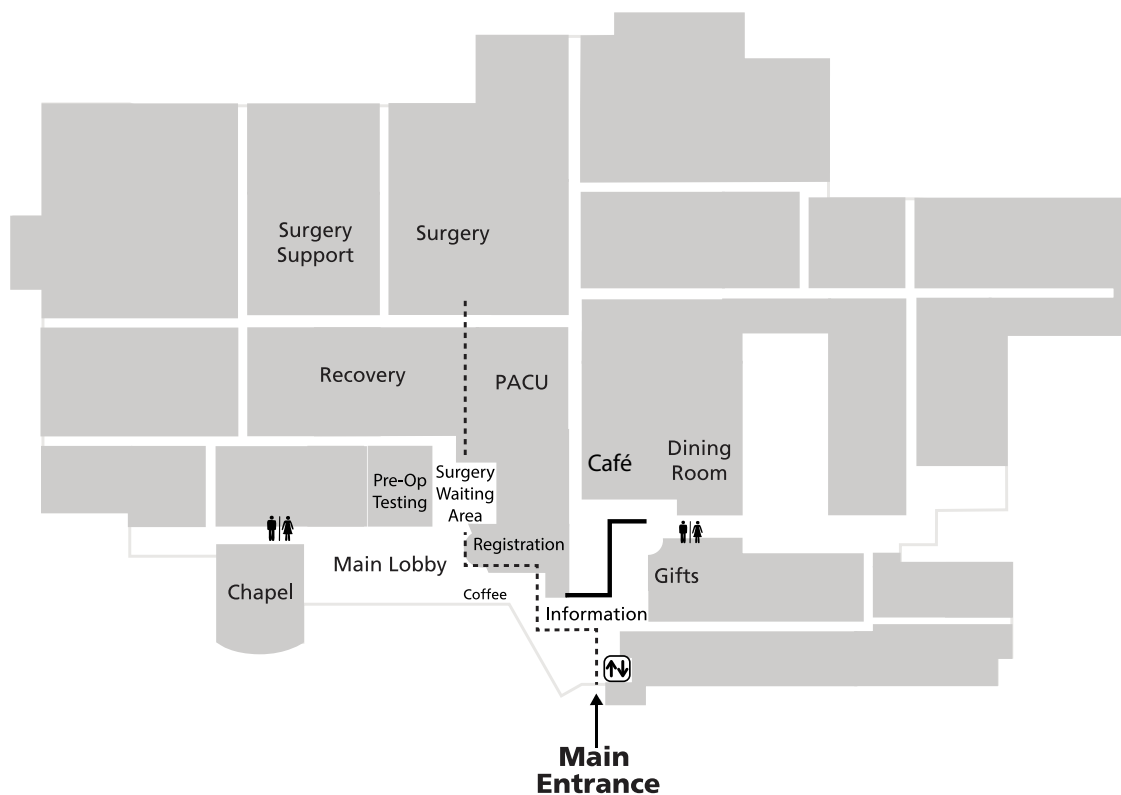 Surgery
Support
Surgery
Recovery
PACU
Café
Dining
Room
Pre-Op
Testing
Surgery
Waiting
Area
Registration
Main Lobby
Chapel
Coffee
Gifts
Information
Main
Entrance